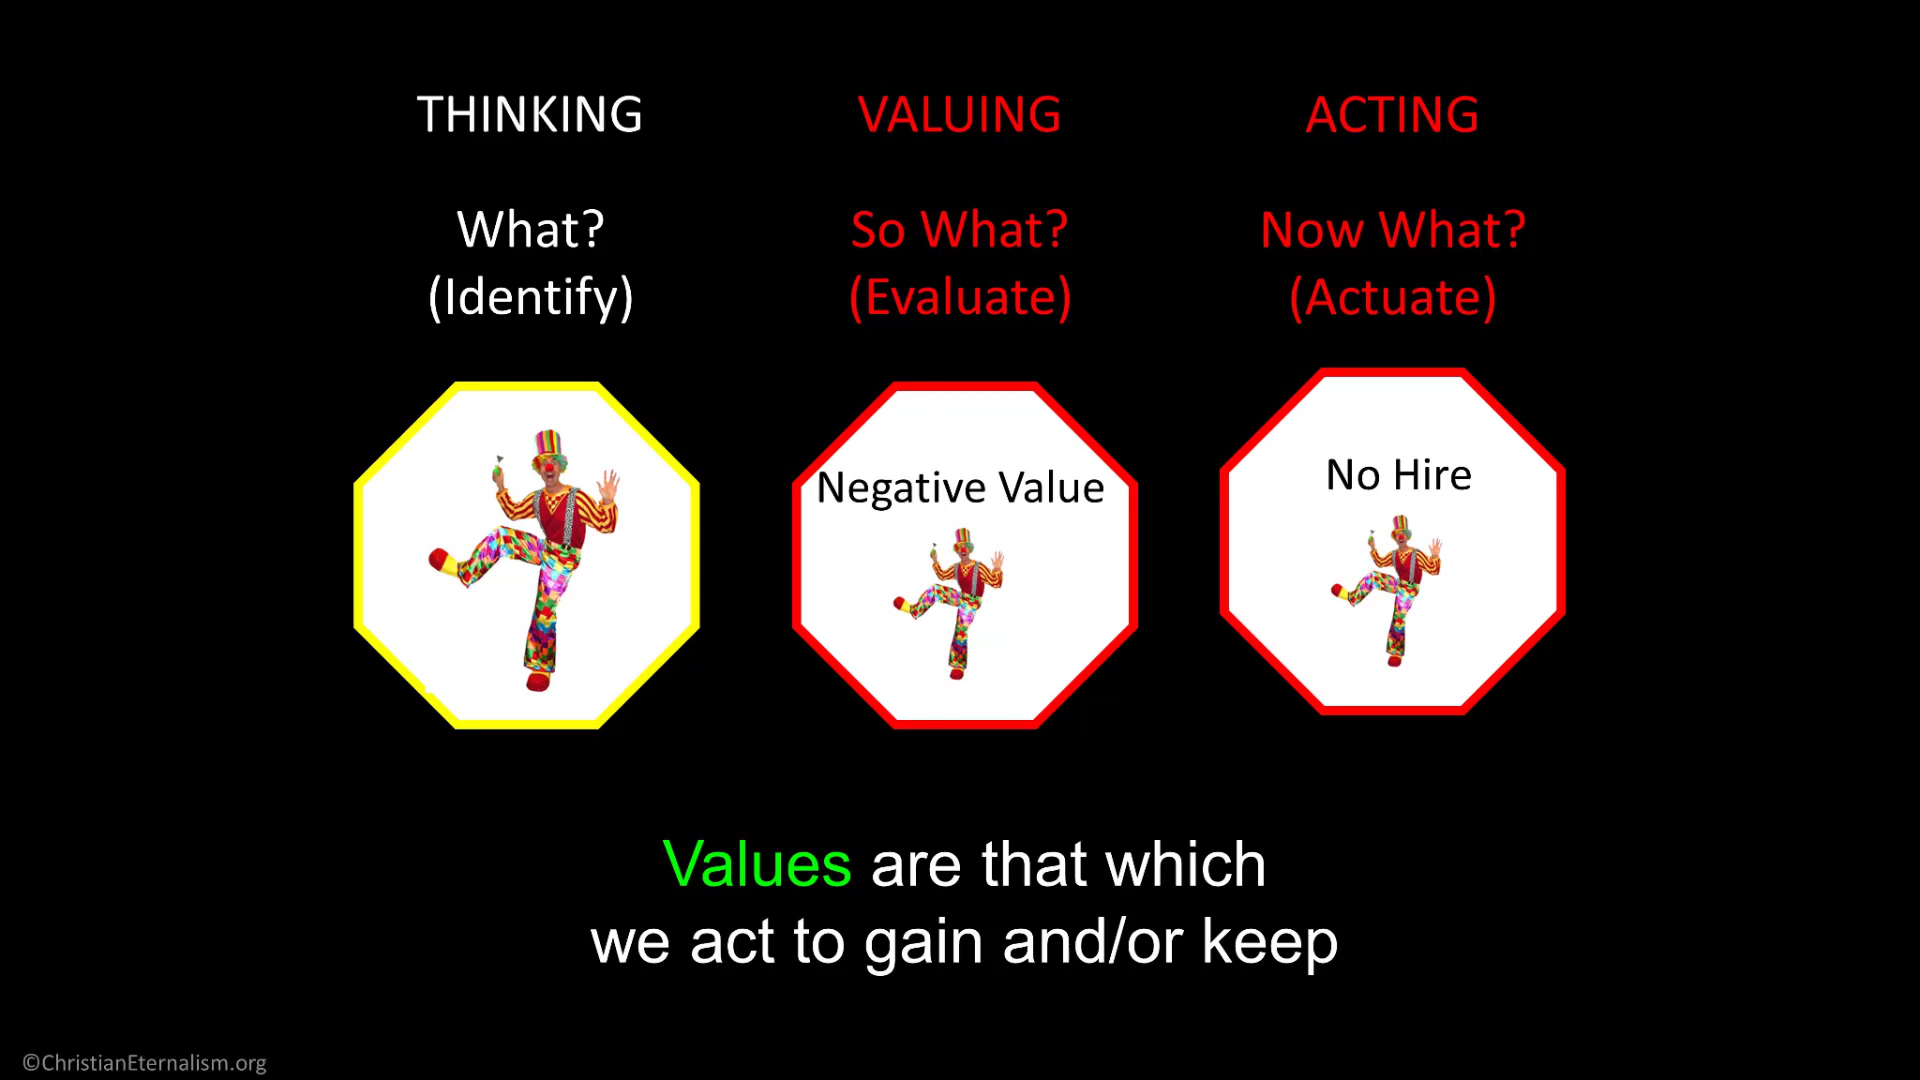 THINKING
VALUING
ACTING
What?
(Identify)
So What?
(Evaluate)
Now What?
(Actuate)
Negative Value
No Hire
Values are that which
we act to gain and/or keep
©ChristianEternalism.org